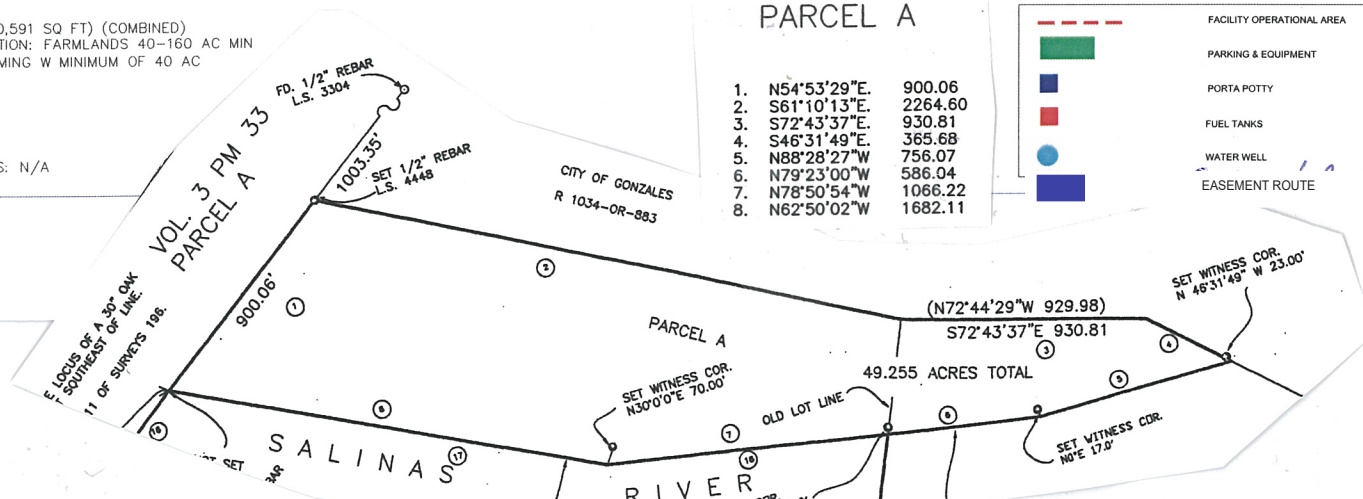 ,591 SQ FT) (COMBINED)
TION: FARMLANDS 40-160 AC MIN
MING W MINIMUM OF 40 AC
S: N/A
PARCEL A
1. N54°53'29"E. 900.06
2. S61°10'13"E. 2264.60
3. S72°43'37"E. 930.81
4. S46°31'49"E. 365.68
5. N88°28'27"W 756.07
6. N79°23'00"W 586.04
7. N78°50'54"W 1066.22
8. N62°50'02"W 1682.11
FACILITY OPERATIONAL AREA
PARKING & EQUIPMENT
PORTA POTTY
FUEL TANKS
WATER WELL
EASEMENT ROUTE
FD. 1/2" REBAR
L.S. 3304
1003.35'
SET 1/2" REBAR
L.S. 4448
VOL. 3 PM 33
PARCEL A
CITY OF GONZALES
R 1034-OR-883
2
900.06'
1
E LOCUS OF A 30" OAK
SOUTHEAST OF LINE.
11 OF SURVEYS 196.
PARCEL A
(N72°44'29"W 929.98)
S72°43'37"E 930.81
3
4
SET WITNESS COR.
N 46°31'49" W 23.00'
49.255 ACRES TOTAL
5
SET WITNESS COR.
N30°0'0"E 70.00'
OLD LOT LINE
6
7
8
SET WITNESS COR.
N0°E 17.0'
16
17
SET
BAR
SALINAS
RIVER
COR.